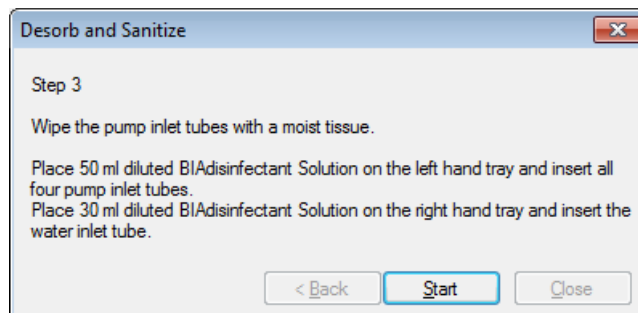 Desorb and Sanitize
Step 3
Wipe the pump inlet tubes with a moist tissue.
Place 50 ml diluted BIAdisinfectant Solution on the left hand tray and insert all
four pump inlet tubes.
Place 30 ml diluted BIAdisinfectant Solution on the right hand tray and insert the
water inlet tube.
< Back
Start
Close